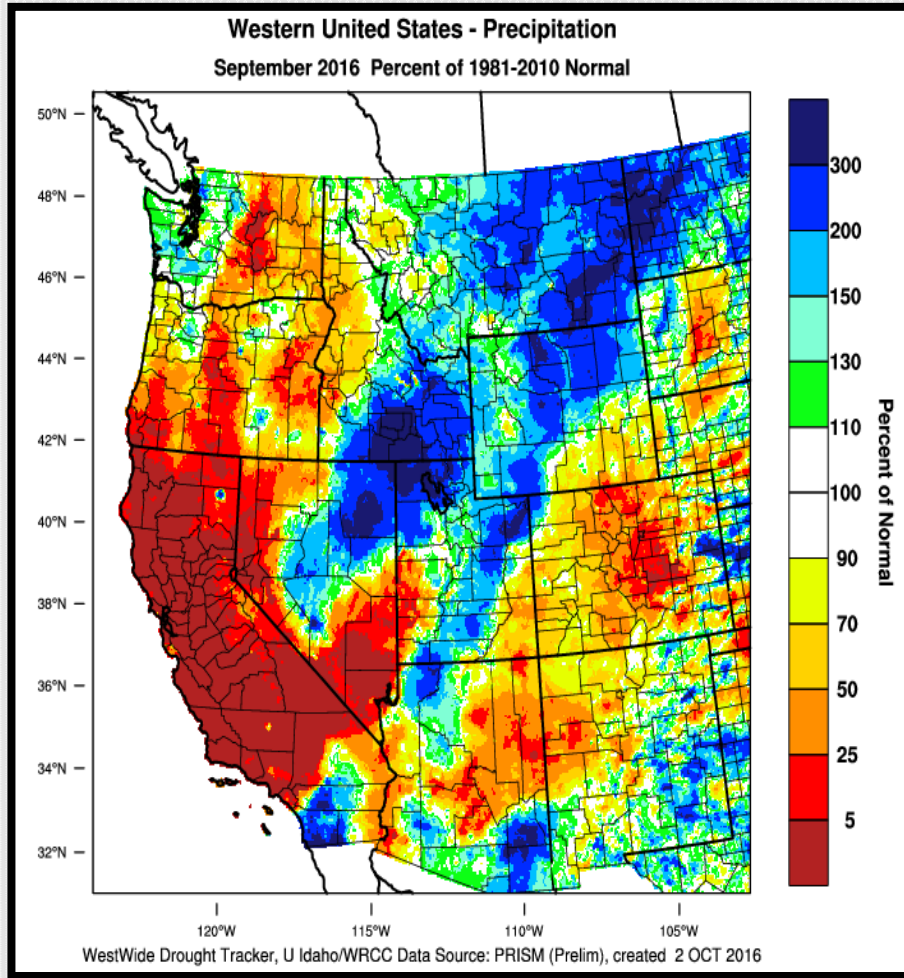 Western United States - Precipitation
September 2016 Percent of 1981-2010 Normal
50°N
48°N
46°N
44°N
42°N
40°N
38°N
36°N
34°N
32°N
120°W
115°W
110°W
105°W
300
200
150
130
110
100
90
70
50
25
5
Percent of Normal
WestWide Drought Tracker, U Idaho/WRCC Data Source: PRISM (Prelim), created 2 OCT 2016